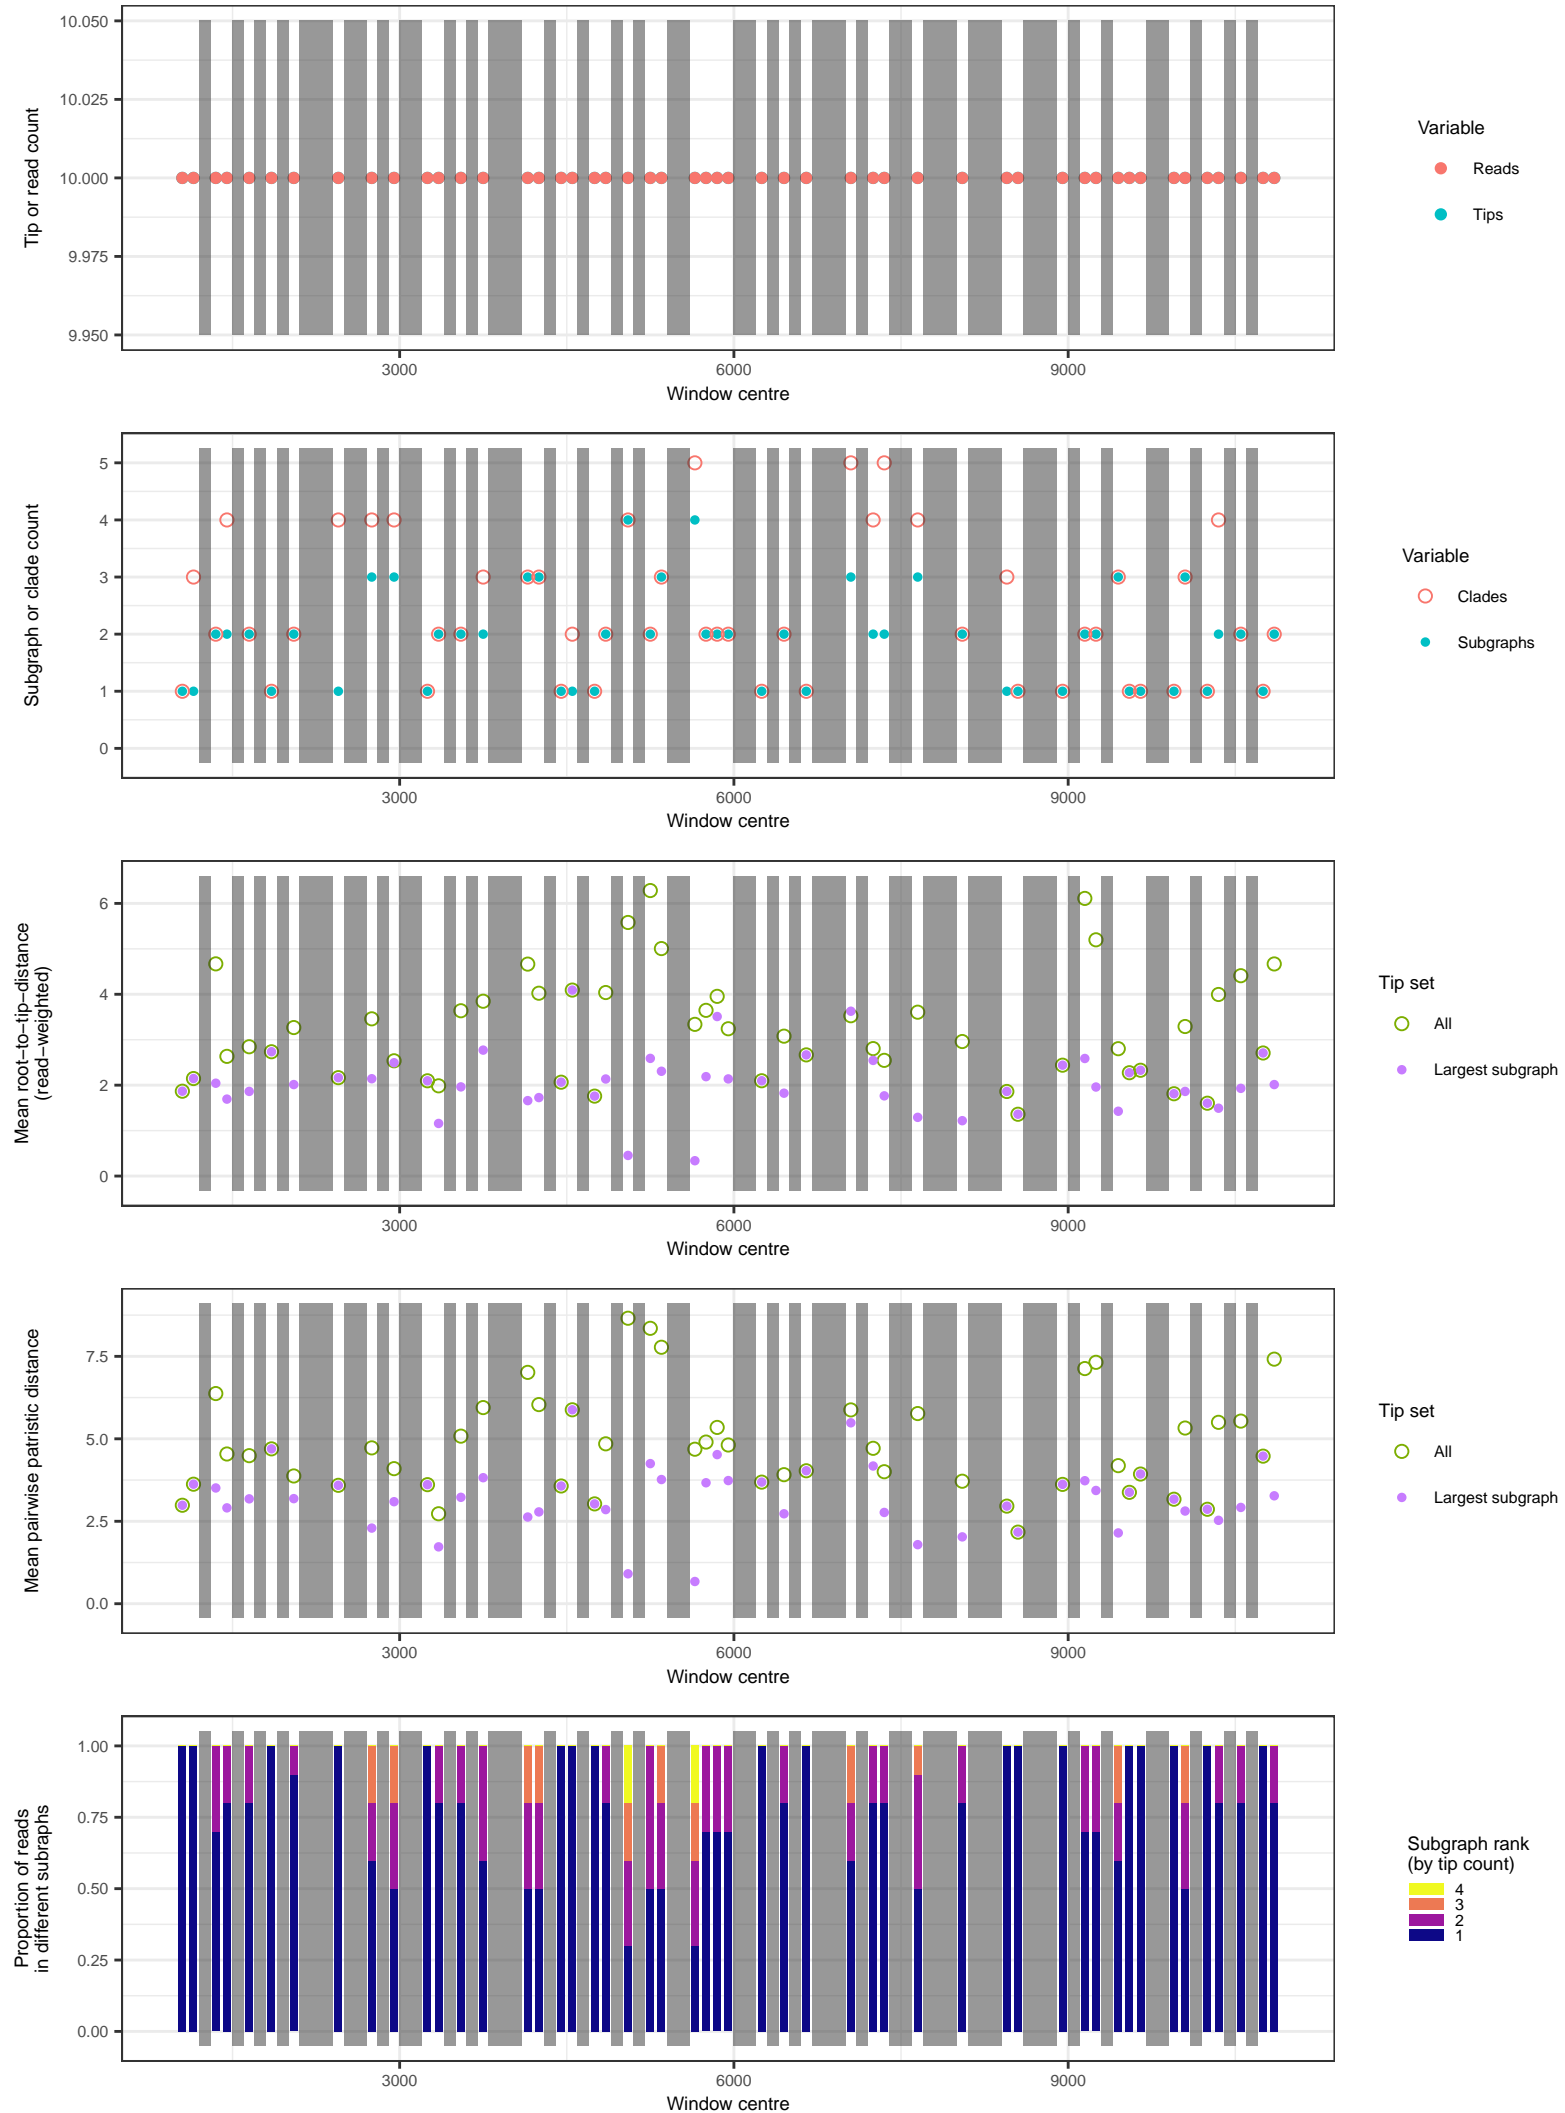 10.050
10.025
10.000
9.975
9.950
Tip or read count
3000
6000
9000
Window centre
Variable
Reads
Tips
5
4
3
2
1
0
Subgraph or clade count
3000
6000
9000
Window centre
Variable
Clades
Subgraphs
6
4
2
0
Mean root−to−tip−distance
(read−weighted)
3000
6000
9000
Window centre
Tip set
All
Largest subgraph
7.5
5.0
2.5
0.0
Mean pairwise patristic distance
3000
6000
9000
Window centre
Tip set
All
Largest subgraph
1.00
0.75
0.50
0.25
0.00
Proportion of reads
in different subraphs
3000
6000
9000
Window centre
Subgraph rank
(by tip count)
4
3
2
1